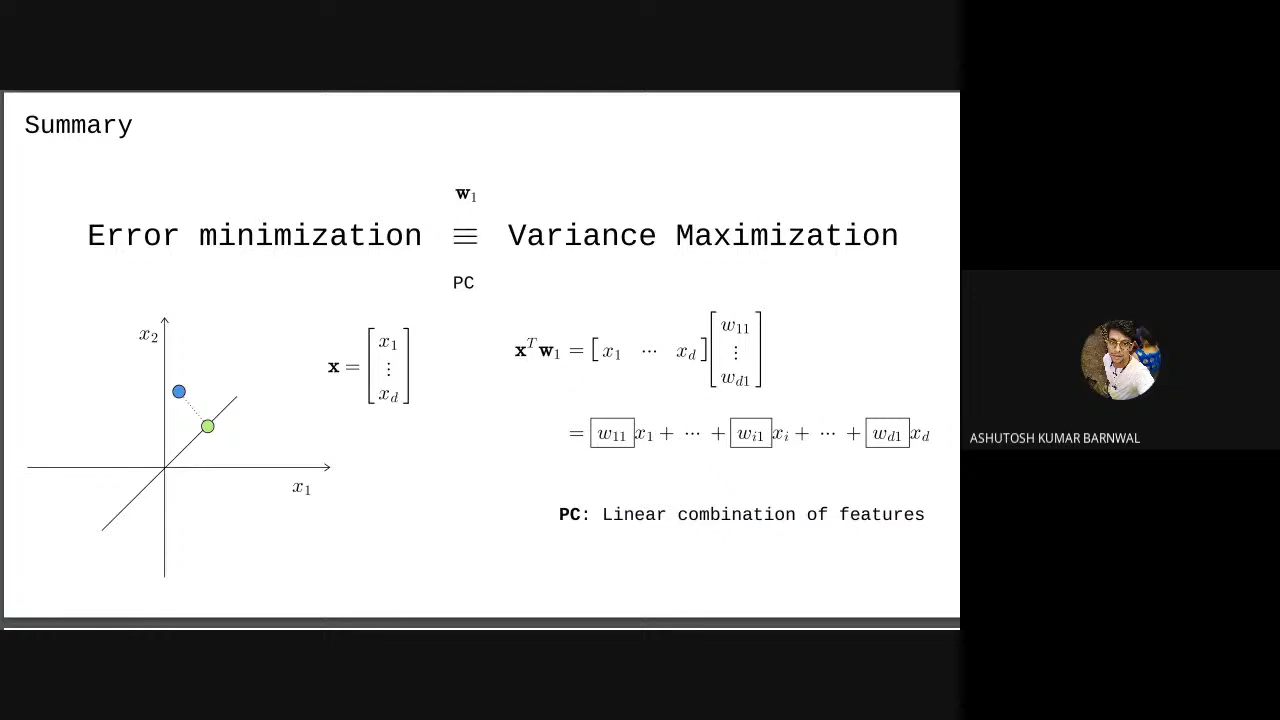 Summary
w₁
Error minimization ≡ Variance Maximization
PC
x₂
x = [x₁ ⋮ x_d]
xᵀw₁ = [x₁ ⋯ x_d] [w₁₁ ⋮ w_d1]
= w₁₁x₁ + ⋯ + w_i1x_i + ⋯ + w_d1x_d
x₁
PC: Linear combination of features
ASHUTOSH KUMAR BARNWAL